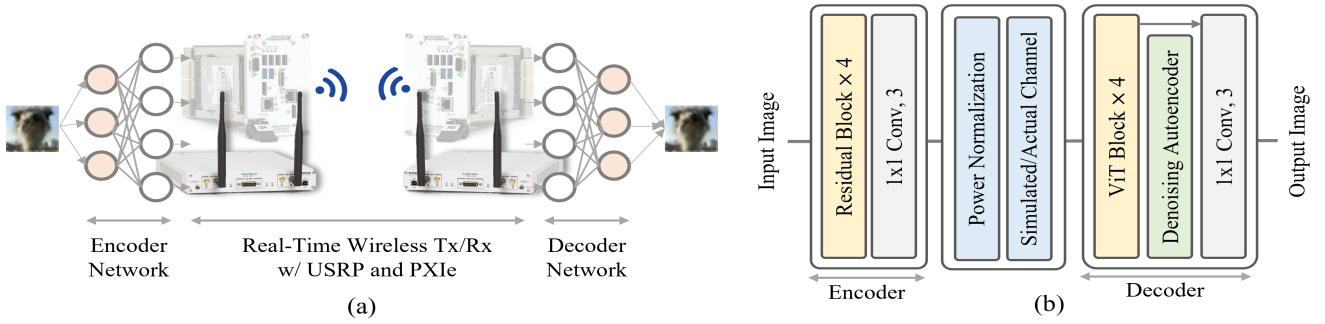 Encoder
Network
Real-Time Wireless Tx/Rx
w/ USRP and PXIe
Decoder
Network
(a)
Input Image
Residual Block × 4
1x1 Conv, 3
Encoder
Power Normalization
Simulated/Actual Channel
(b)
ViT Block × 4
Denoising Autoencoder
1x1 Conv, 3
Decoder
Output Image